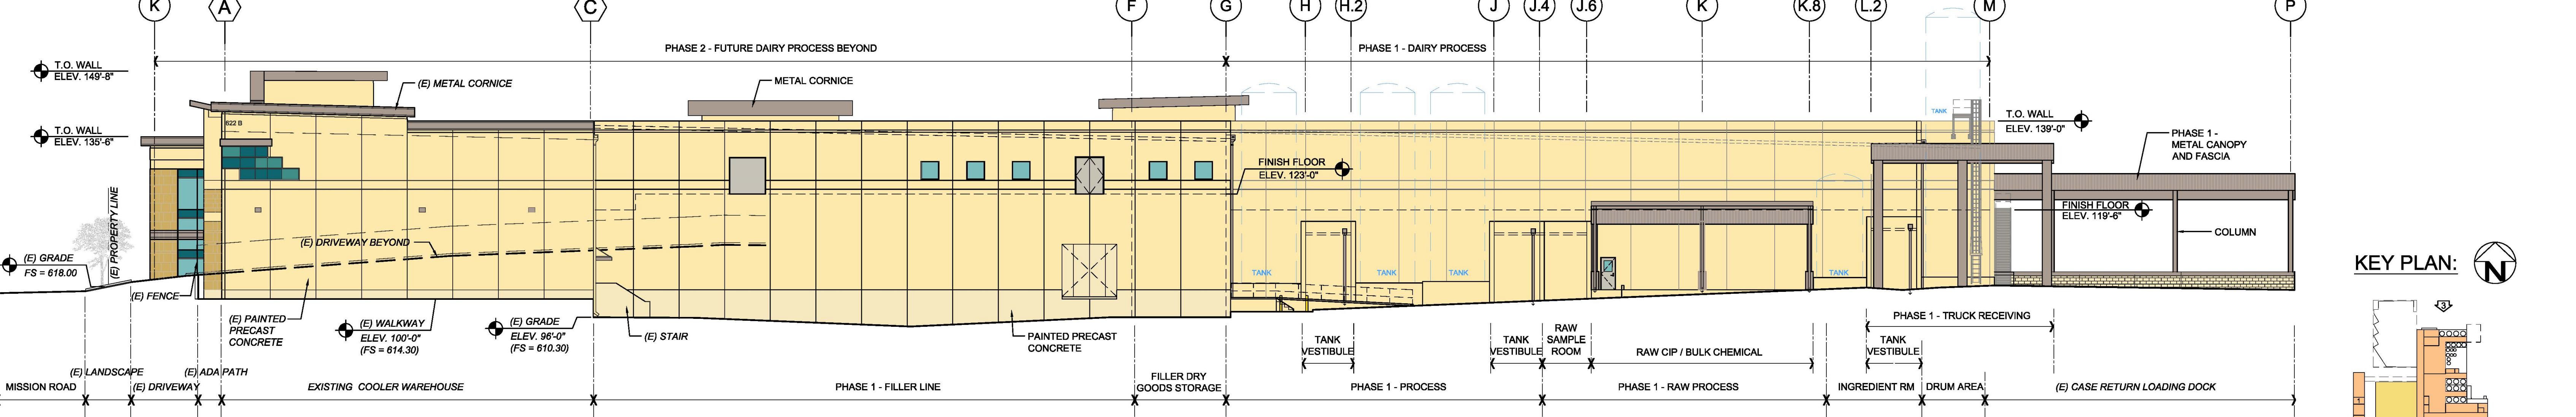 K A C F G H H.2 J J.4 J.6 K K.8 L.2 M P
PHASE 2 - FUTURE DAIRY PROCESS BEYOND
PHASE 1 - DAIRY PROCESS
T.O. WALL
ELEV. 149'-8"
(E) METAL CORNICE
METAL CORNICE
TANK
T.O. WALL
ELEV. 135'-6"
622 B
T.O. WALL
ELEV. 139'-0"
PHASE 1 -
METAL CANOPY
AND FASCIA
FINISH FLOOR
ELEV. 123'-0"
(E) PROPERTY LINE
FINISH FLOOR
ELEV. 119'-6"
COLUMN
(E) DRIVEWAY BEYOND
(E) GRADE
FS = 618.00
TANK
TANK
TANK
TANK
KEY PLAN:
N
(E) FENCE
3
(E) PAINTED
PRECAST
CONCRETE
(E) WALKWAY
ELEV. 100'-0"
(FS = 614.30)
(E) GRADE
ELEV. 96'-0"
(FS = 610.30)
(E) STAIR
PAINTED PRECAST
CONCRETE
TANK
VESTIBULE
TANK
VESTIBULE
RAW
SAMPLE
ROOM
RAW CIP / BULK CHEMICAL
PHASE 1 - TRUCK RECEIVING
TANK
VESTIBULE
MISSION ROAD
(E) LANDSCAPE
(E) DRIVEWAY
(E) ADA PATH
EXISTING COOLER WAREHOUSE
PHASE 1 - FILLER LINE
FILLER DRY
GOODS STORAGE
PHASE 1 - PROCESS
PHASE 1 - RAW PROCESS
INGREDIENT RM
DRUM AREA
(E) CASE RETURN LOADING DOCK
1